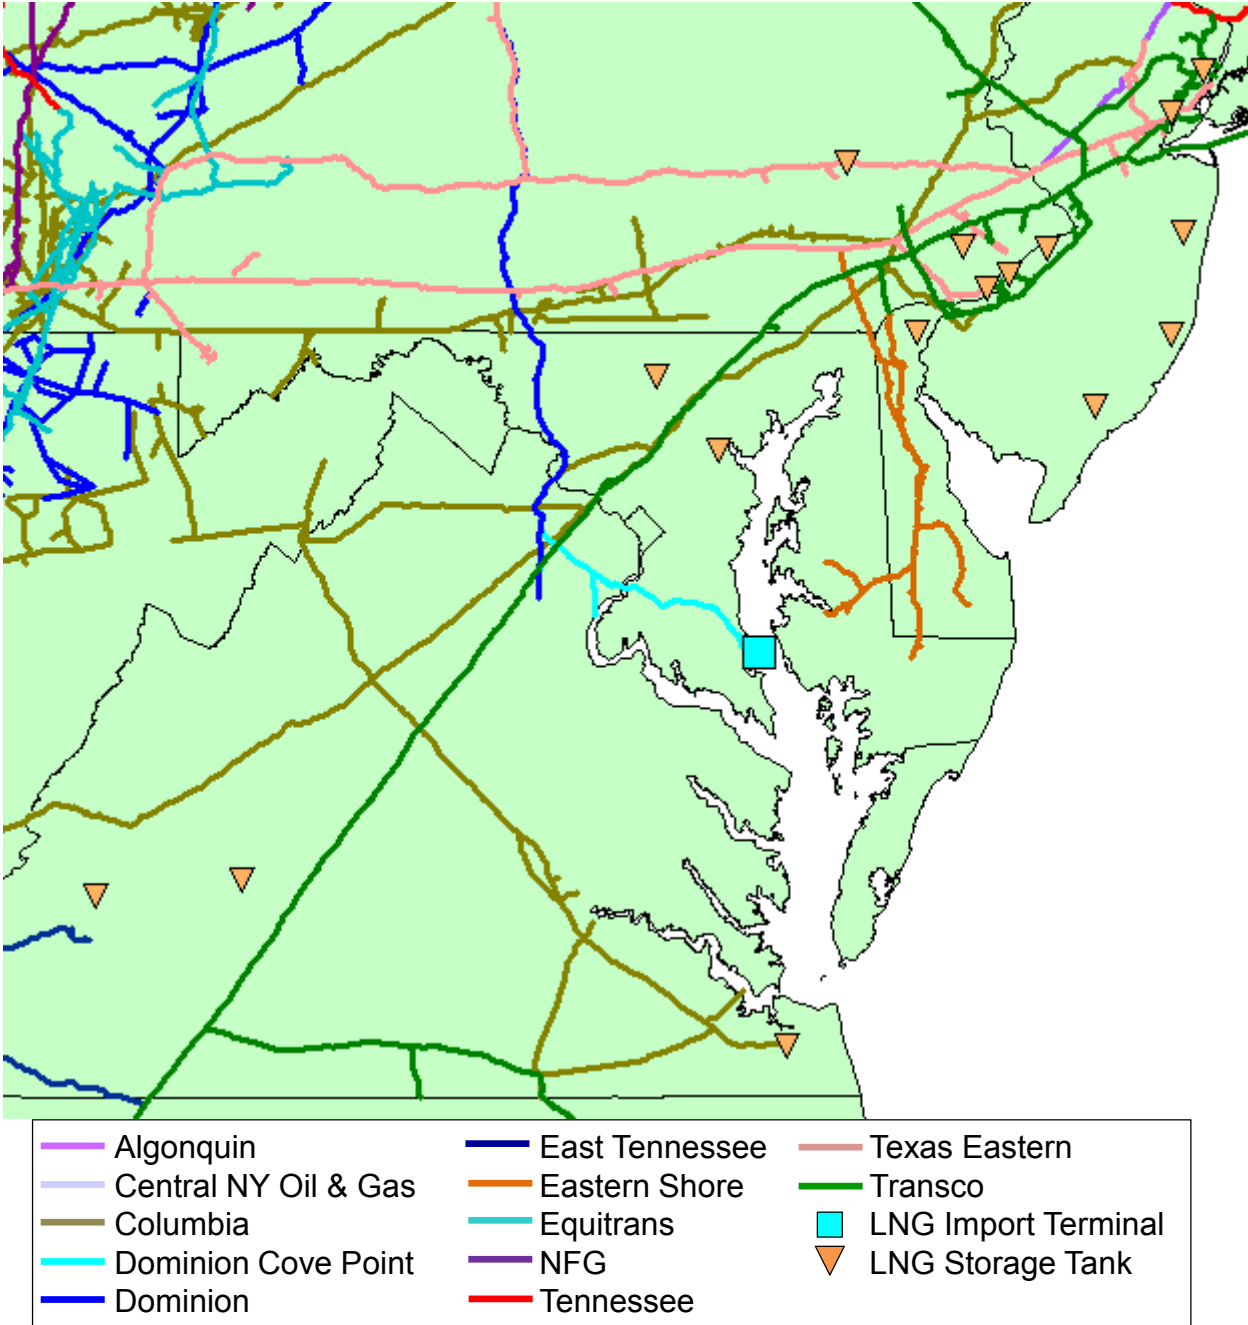 Algonquin
Central NY Oil & Gas
Columbia
Dominion Cove Point
Dominion
East Tennessee
Eastern Shore
Equitrans
NFG
Tennessee
Texas Eastern
Transco
LNG Import Terminal
LNG Storage Tank